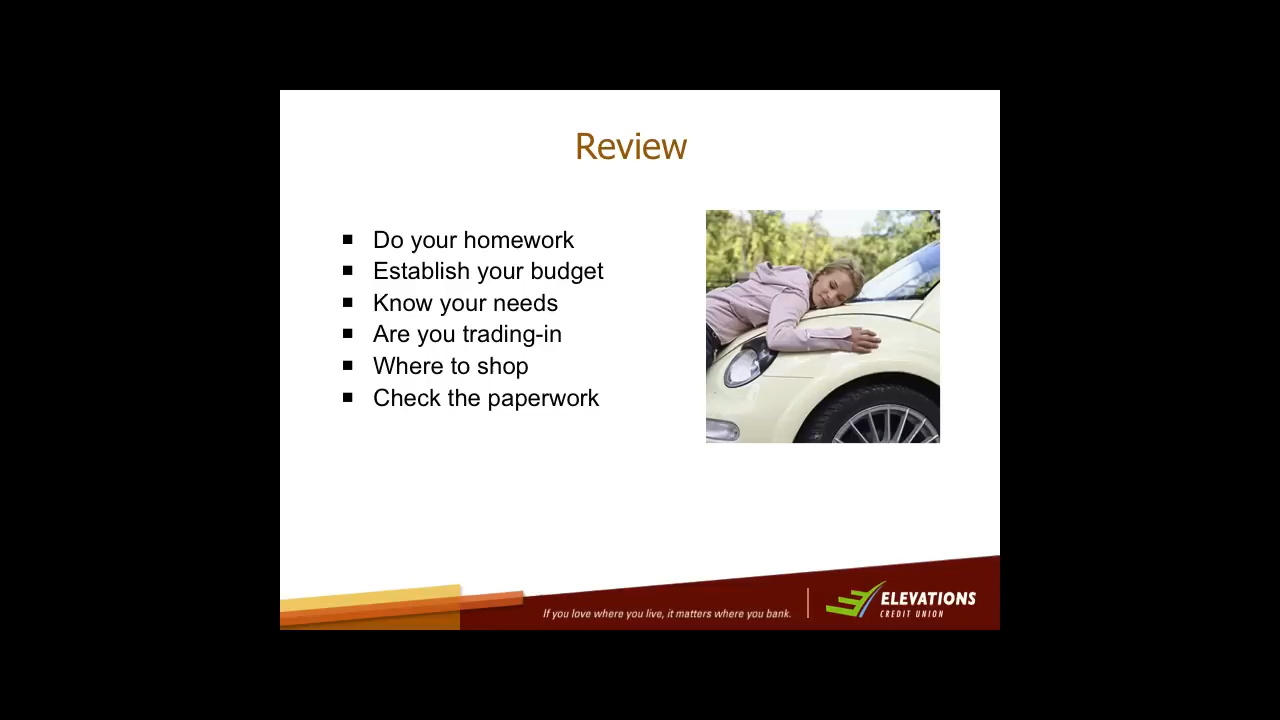 Review
Do your homework
Establish your budget
Know your needs
Are you trading-in
Where to shop
Check the paperwork
If you love where you live, it matters where you bank.
ELEVATIONS
CREDIT UNION